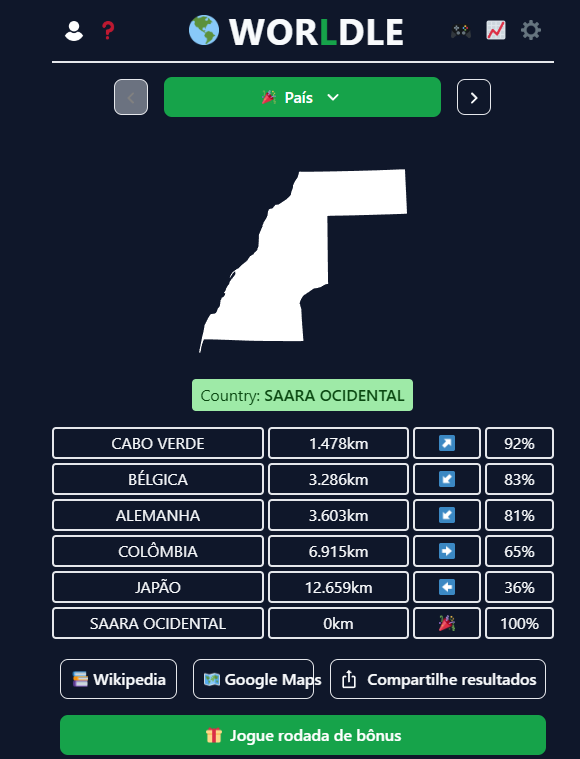 WORLDLE
País
Country: SAARA OCIDENTAL
CABO VERDE 1.478km 92%
BÉLGICA 3.286km 83%
ALEMANHA 3.603km 81%
COLÔMBIA 6.915km 65%
JAPÃO 12.659km 36%
SAARA OCIDENTAL 0km 100%
Wikipedia Google Maps Compartilhe resultados
Jogue rodada de bônus